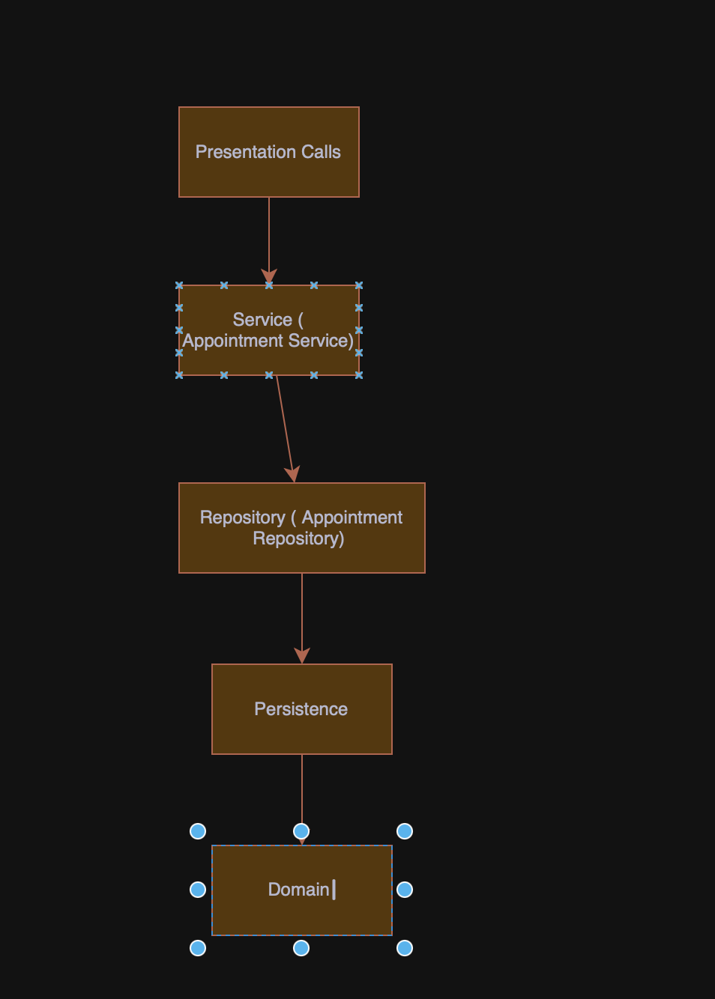 Presentation Calls
Service (
Appointment Service)
Repository ( Appointment
Repository)
Persistence
Domain